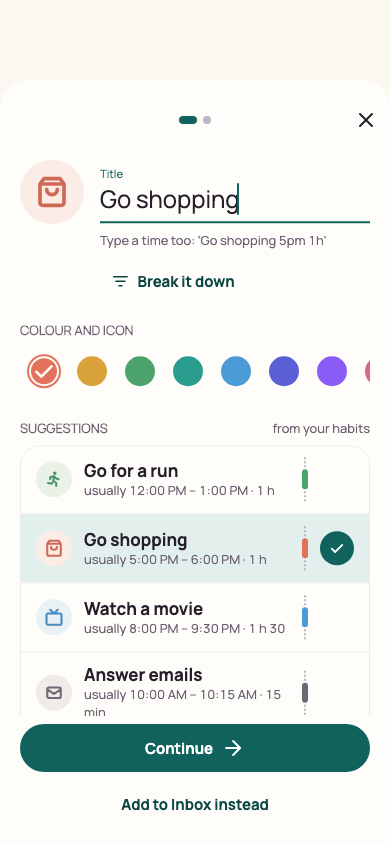 Title
Go shopping
Type a time too: ‘Go shopping 5pm 1h’
Break it down
COLOUR AND ICON
SUGGESTIONS
from your habits
Go for a run
usually 12:00 PM – 1:00 PM · 1 h
Go shopping
usually 5:00 PM – 6:00 PM · 1 h
Watch a movie
usually 8:00 PM – 9:30 PM · 1 h 30
Answer emails
usually 10:00 AM – 10:15 AM · 15
min
Continue
Add to Inbox instead